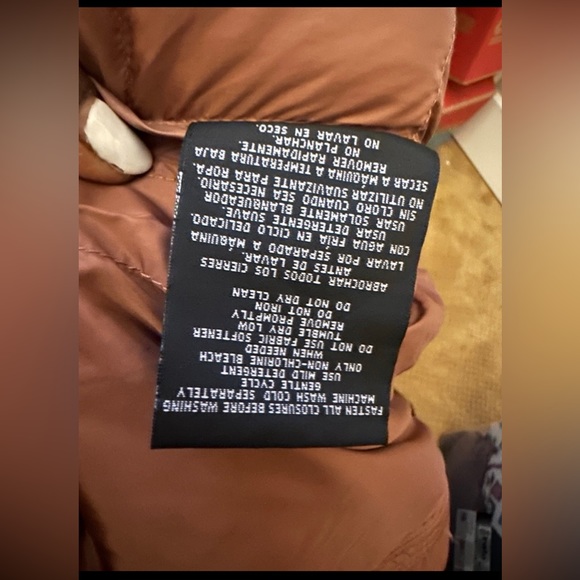 FASTEN ALL CLOSURES BEFORE WASHING
MACHINE WASH COLD SEPARATELY
GENTLE CYCLE
USE MILD DETERGENT
ONLY NON-CHLORINE BLEACH
WHEN NEEDED
DO NOT USE FABRIC SOFTENER
TUMBLE DRY LOW
REMOVE PROMPTLY
DO NOT IRON
DO NOT DRY CLEAN
ABROCHAR TODOS LOS CIERRES
ANTES DE LAVAR.
LAVAR POR SEPARADO A MÁQUINA
CON AGUA FRÍA EN CICLO DELICADO.
USAR DETERGENTE SUAVE.
USAR SOLAMENTE BLANQUEADOR
SIN CLORO CUANDO SEA NECESARIO.
NO UTILIZAR SUAVIZANTE PARA ROPA.
SECAR A MÁQUINA A TEMPERATURA BAJA
REMOVER RAPIDAMENTE.
NO PLANCHAR.
NO LAVAR EN SECO.